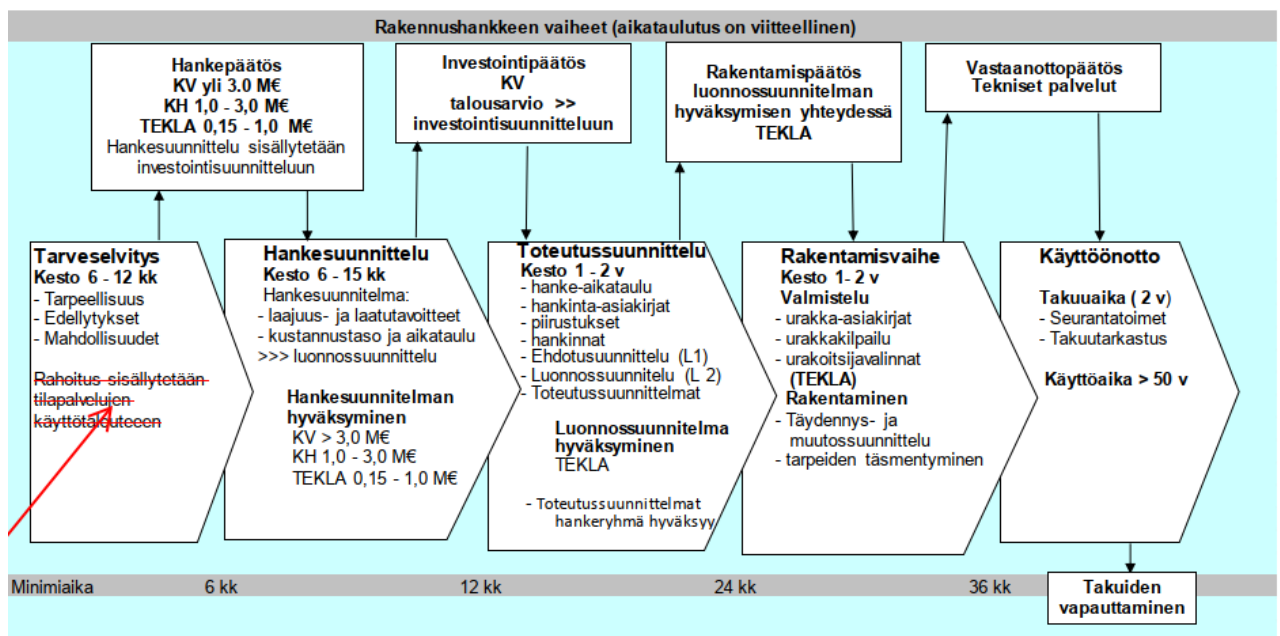 Rakennushankkeen vaiheet (aikataulutus on viitteellinen)
Hankepäätös
KV yli 3.0 M€
KH 1,0 - 3,0 M€
TEKLA 0,15 - 1,0 M€
Hankesuunnittelu sisällytetään
investointisuunnitteluun
Investointipäätös
KV
talousarvio >>
investointisuunnitteluun
Rakentamispäätös
luonnossuunnitelman
hyväksymisen yhteydessä
TEKLA
Vastaanottopäätös
Tekniset palvelut
Tarveselvitys
Kesto 6 - 12 kk
- Tarpeellisuus
- Edellytykset
- Mahdollisuudet
Rahoitus sisällytetään
tilapalvelujen
käyttötalouteeen
Hankesuunnittelu
Kesto 6 - 15 kk
Hankesuunnitelma:
- laajuus- ja laatutavoitteet
- kustannustaso ja aikataulu
>>> luonnossuunnittelu
Hankesuunnitelman
hyväksyminen
KV > 3,0 M€
KH 1,0 - 3,0 M€
TEKLA 0,15 - 1,0 M€
Toteutussuunnittelu
Kesto 1 - 2 v
- hanke-aikataulu
- hankinta-asiakirjat
- piirustukset
- hankinnat
- Ehdotusuunnittelu (L1)
- Luonnossuunnitelu (L 2)
- Toteutussuunnittelmat
Luonnossuunnitelma
hyväksyminen
TEKLA
- Toteutussuunnittelmat
hankeryhmä hyväksyy
Rakentamisvaihe
Kesto 1- 2 v
Valmistelu
- urakka-asiakirjat
- urakkakilpailu
- urakoitsijavalinnat
(TEKLA)
Rakentaminen
- Täydennys- ja
muutossuunnittelu
- tarpeiden täsmentyminen
Käyttöönotto
Takuuaika ( 2 v)
- Seurantatoimet
- Takuutarkastus
Käyttöaika > 50 v
Minimiaika 6 kk 12 kk 24 kk 36 kk
Takuiden
vapauttaminen